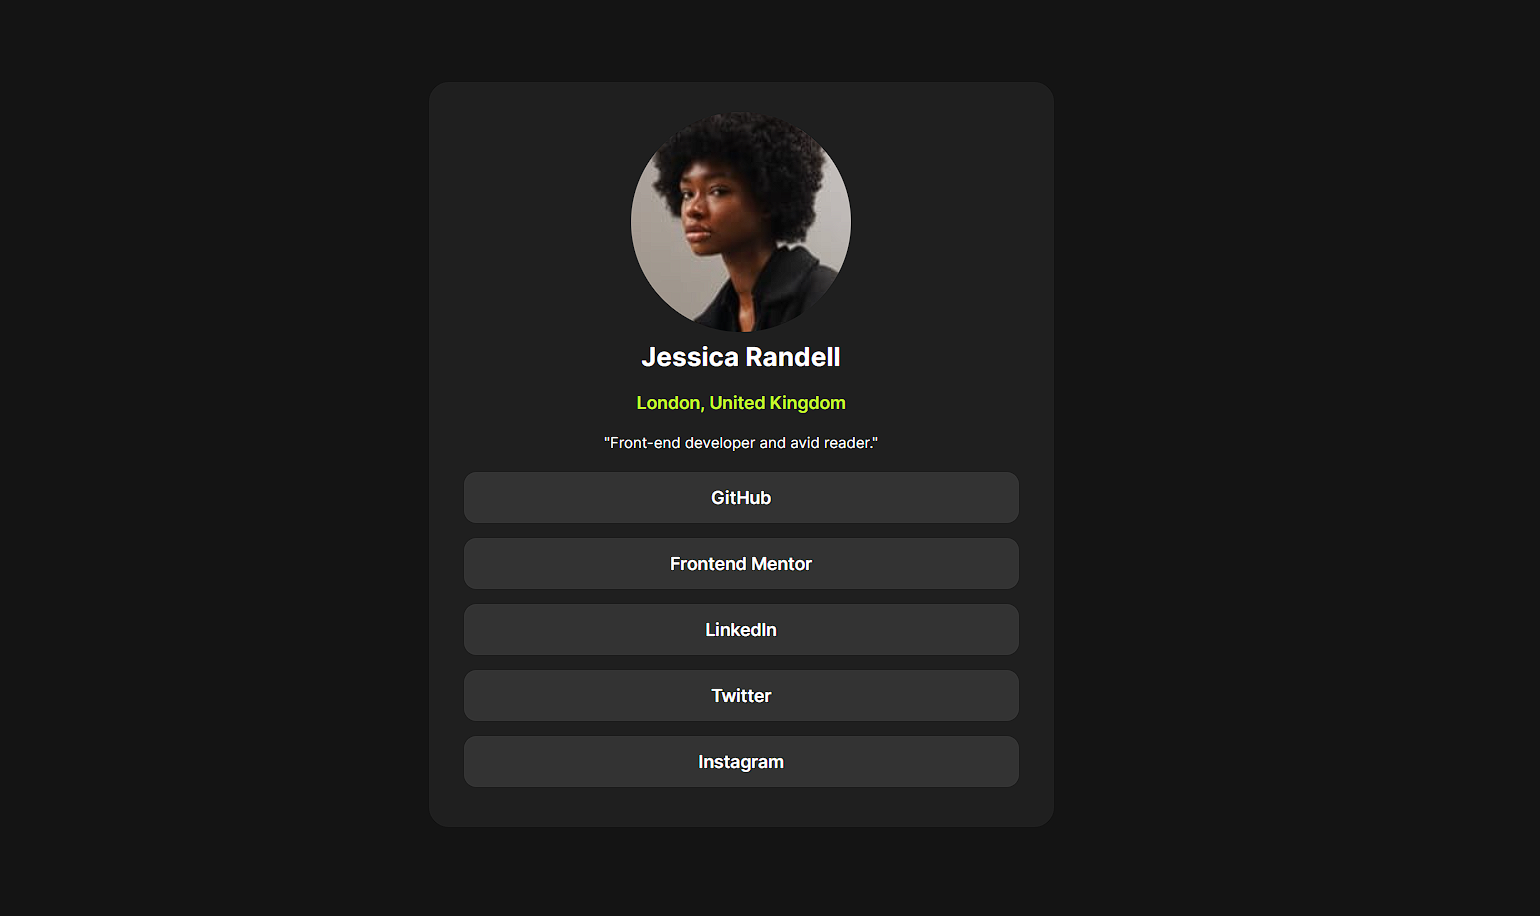 Jessica Randell
London, United Kingdom
"Front-end developer and avid reader."
GitHub
Frontend Mentor
LinkedIn
Twitter
Instagram